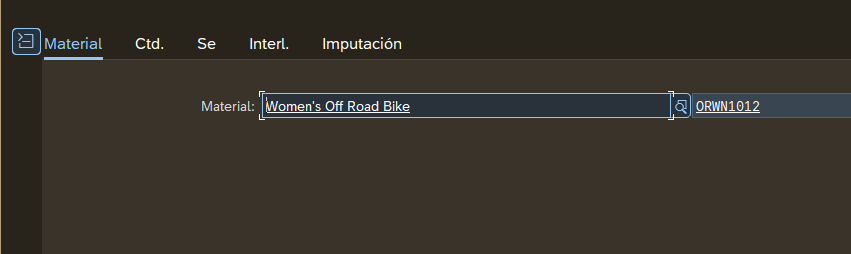 Material Ctd. Se Interl. Imputación
Material: Women's Off Road Bike ORWN1012